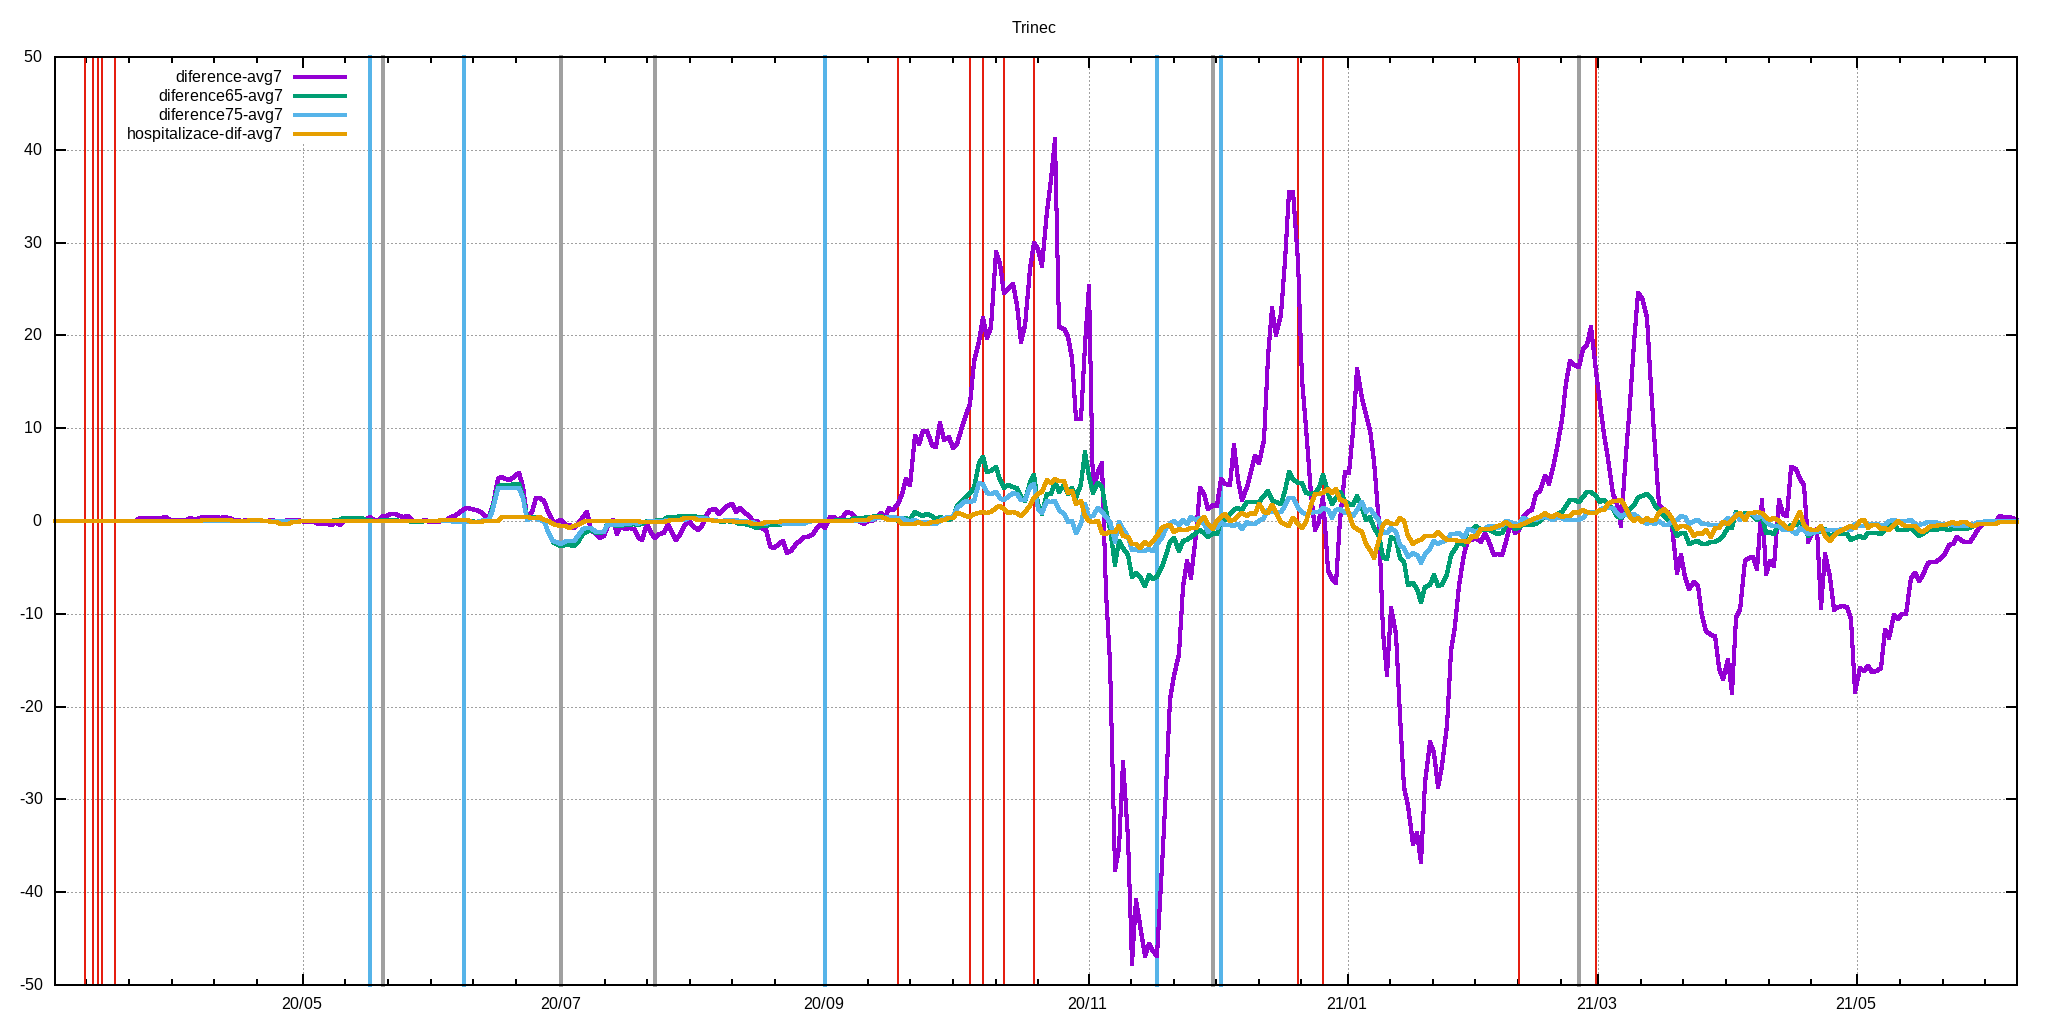 Trinec
50
diference-avg7
diference65-avg7
diference75-avg7
hospitalizace-dif-avg7
40
30
20
10
0
-10
-20
-30
-40
-50
20/05 20/07 20/09 20/11 21/01 21/03 21/05